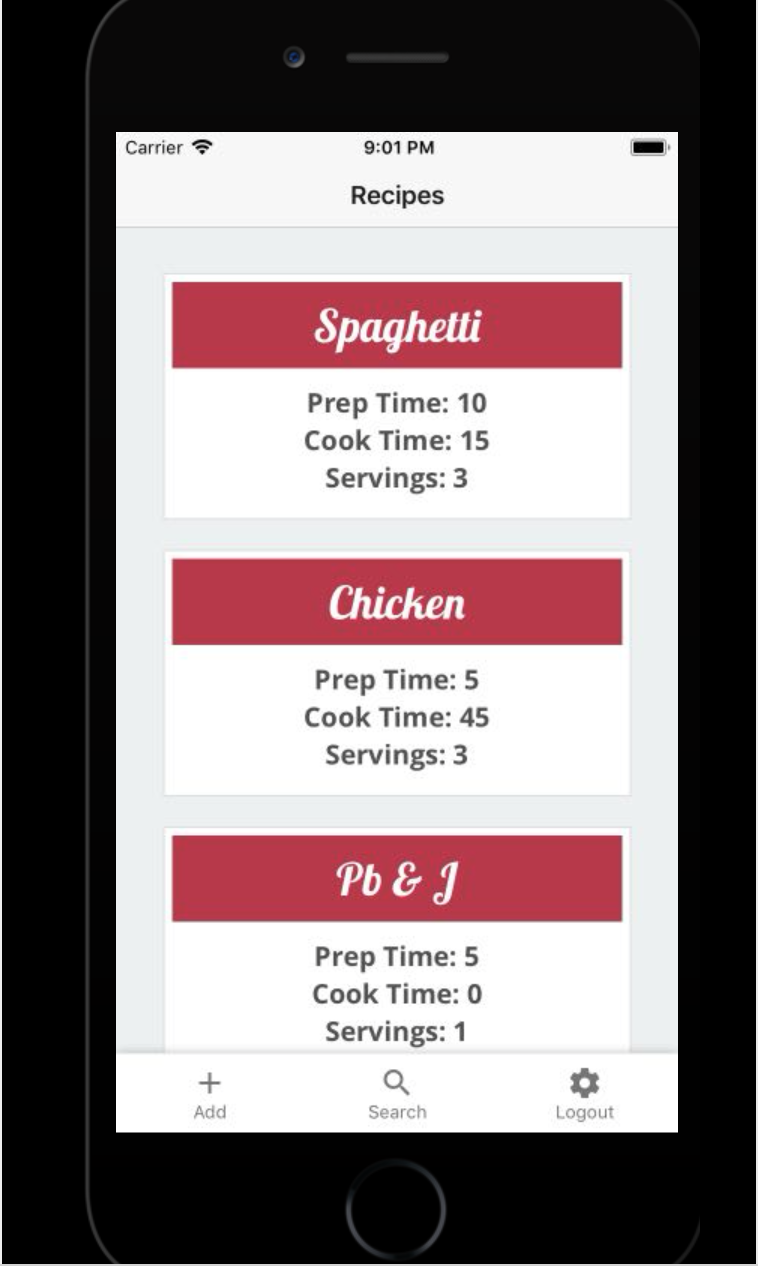 Carrier 9:01 PM
Recipes
Spaghetti
Prep Time: 10
Cook Time: 15
Servings: 3
Chicken
Prep Time: 5
Cook Time: 45
Servings: 3
Pb & J
Prep Time: 5
Cook Time: 0
Servings: 1
Add Search Logout